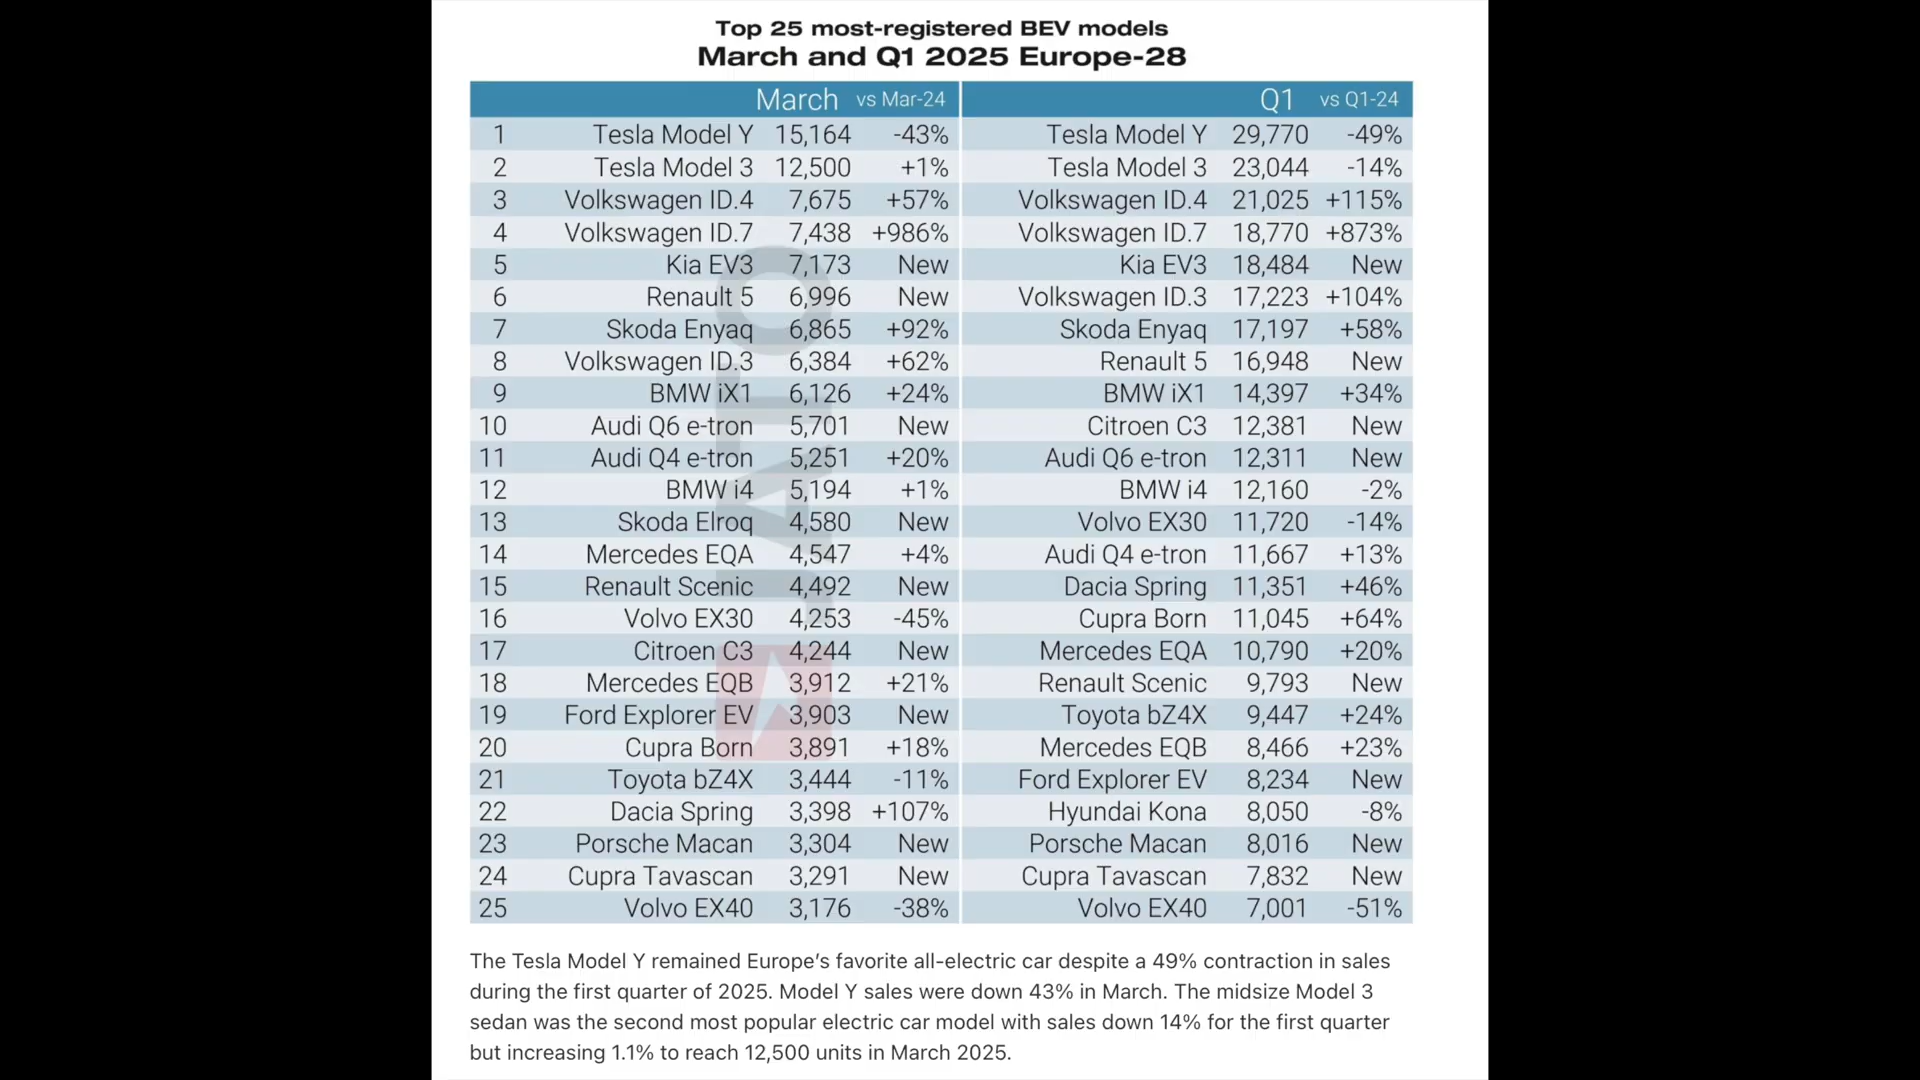 Top 25 most-registered BEV models
March and Q1 2025 Europe-28
March vs Mar-24 Q1 vs Q1-24
1 Tesla Model Y 15,164 -43% Tesla Model Y 29,770 -49%
2 Tesla Model 3 12,500 +1% Tesla Model 3 23,044 -14%
3 Volkswagen ID.4 7,675 +57% Volkswagen ID.4 21,025 +115%
4 Volkswagen ID.7 7,438 +986% Volkswagen ID.7 18,770 +873%
5 Kia EV3 7,173 New Kia EV3 18,484 New
6 Renault 5 6,996 New Volkswagen ID.3 17,223 +104%
7 Skoda Enyaq 6,865 +92% Skoda Enyaq 17,197 +58%
8 Volkswagen ID.3 6,384 +62% Renault 5 16,948 New
9 BMW iX1 6,126 +24% BMW iX1 14,397 +34%
10 Audi Q6 e-tron 5,701 New Citroen C3 12,381 New
11 Audi Q4 e-tron 5,251 +20% Audi Q6 e-tron 12,311 New
12 BMW i4 5,194 +1% BMW i4 12,160 -2%
13 Skoda Elroq 4,580 New Volvo EX30 11,720 -14%
14 Mercedes EQA 4,547 +4% Audi Q4 e-tron 11,667 +13%
15 Renault Scenic 4,492 New Dacia Spring 11,351 +46%
16 Volvo EX30 4,253 -45% Cupra Born 11,045 +64%
17 Citroen C3 4,244 New Mercedes EQA 10,790 +20%
18 Mercedes EQB 3,912 +21% Renault Scenic 9,793 New
19 Ford Explorer EV 3,903 New Toyota bZ4X 9,447 +24%
20 Cupra Born 3,891 +18% Mercedes EQB 8,466 +23%
21 Toyota bZ4X 3,444 -11% Ford Explorer EV 8,234 New
22 Dacia Spring 3,398 +107% Hyundai Kona 8,050 -8%
23 Porsche Macan 3,304 New Porsche Macan 8,016 New
24 Cupra Tavascan 3,291 New Cupra Tavascan 7,832 New
25 Volvo EX40 3,176 -38% Volvo EX40 7,001 -51%
JATO
The Tesla Model Y remained Europe's favorite all-electric car despite a 49% contraction in sales
during the first quarter of 2025. Model Y sales were down 43% in March. The midsize Model 3
sedan was the second most popular electric car model with sales down 14% for the first quarter
but increasing 1.1% to reach 12,500 units in March 2025.